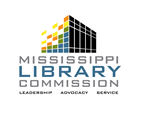 MISSISSIPPI
LIBRARY
COMMISSION
LEADERSHIP ADVOCACY SERVICE